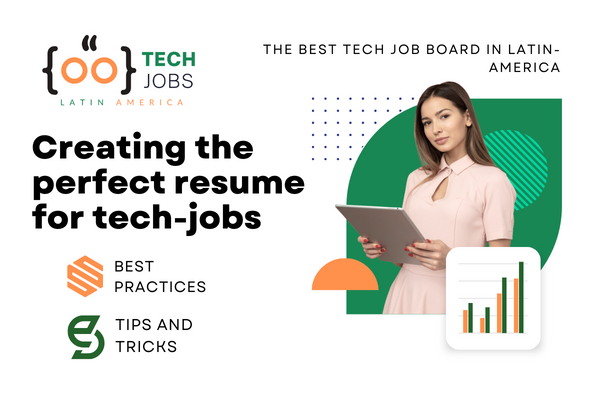 TECH
JOBS
LATIN AMERICA
THE BEST TECH JOB BOARD IN LATIN-
AMERICA
Creating the
perfect resume
for tech-jobs
BEST
PRACTICES
TIPS AND
TRICKS